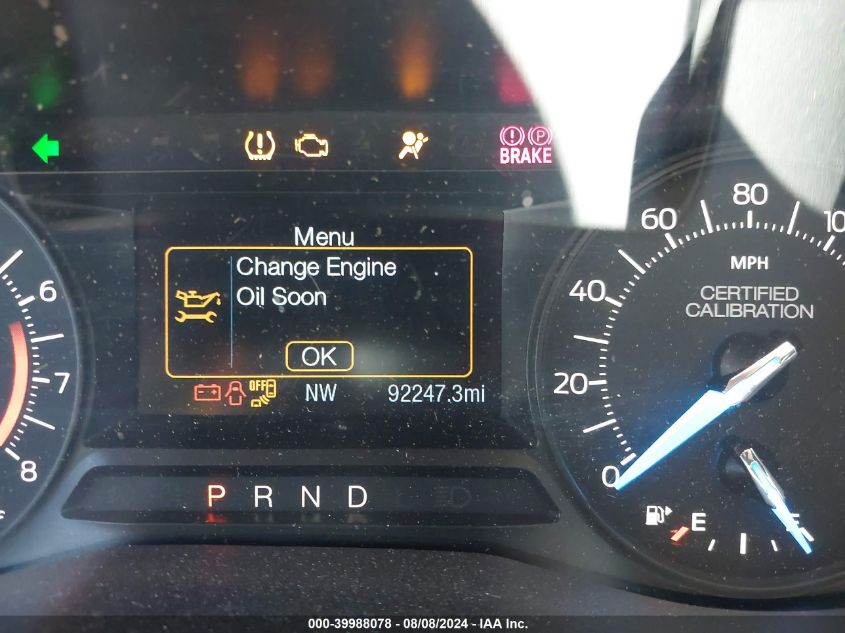 BRAKE
Menu
Change Engine
Oil Soon
OK
OFF
NW 92247.3mi
P R N D
6
7
8
0
20
40
60
80
10
MPH
CERTIFIED
CALIBRATION
E
000-39988078 - 08/08/2024 - IAA Inc.